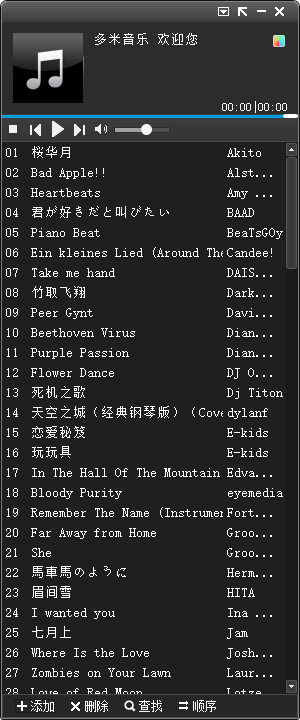 多米音乐 欢迎您
00:00|00:00
01 桜华月 Akito
02 Bad Apple!! Alst...
03 Heartbeats Amy ...
04 君が好きだと叫びたい BAAD
05 Piano Beat BeaTsGOy
06 Ein kleines Lied (Around The Candee!
07 Take me hand DAIS...
08 竹取飞翔 Dark...
09 Peer Gynt Davi...
10 Beethoven Virus Dian...
11 Purple Passion Dian...
12 Flower Dance DJ O...
13 死机之歌 Dj Titon
14 天空之城（经典钢琴版）（Cove dylanf
15 恋爱秘笈 E-kids
16 玩玩具 E-kids
17 In The Hall Of The Mountain Edva...
18 Bloody Purity eyemedia
19 Remember The Name (Instrumer Fort...
20 Far Away from Home Groo...
21 She Groo...
22 馬車馬のように Herm...
23 眉间雪 HITA
24 I wanted you Ina ...
25 七月上 Jam
26 Where Is the Love Josh...
27 Zombies on Your Lawn Laur...
28 Love of Red Moon Lotze
添加 删除 查找 顺序